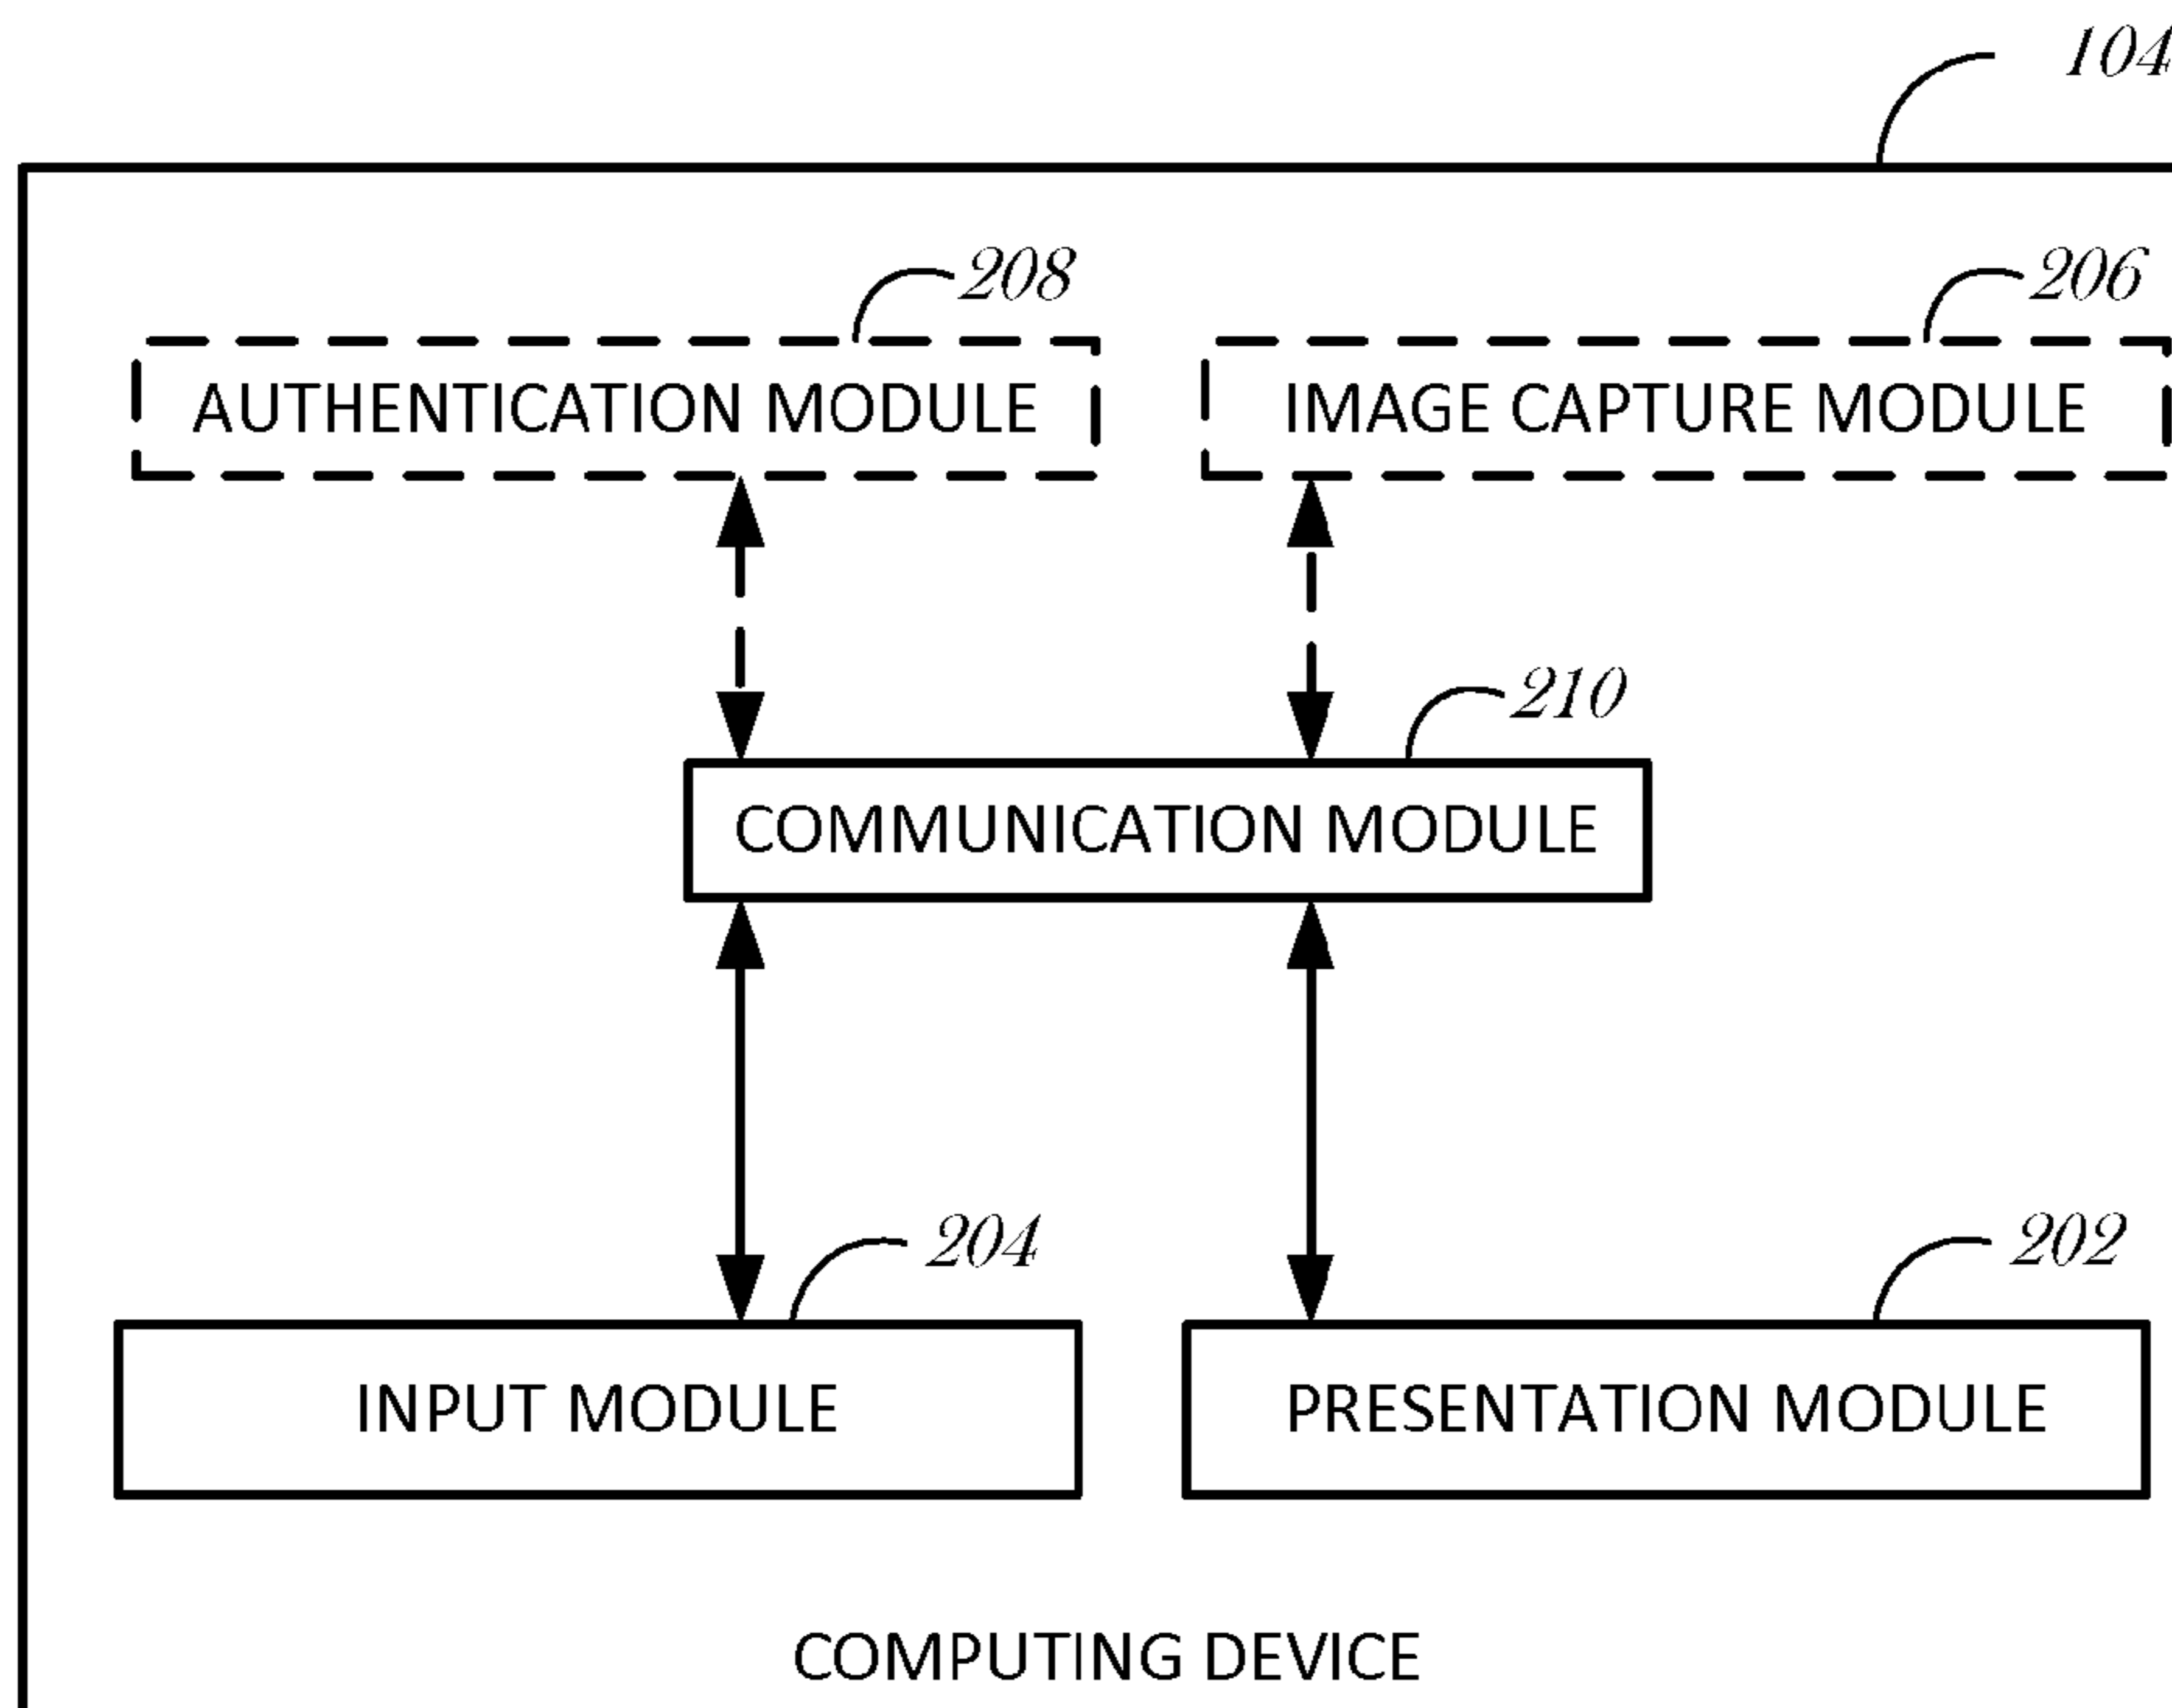 104
208
206
AUTHENTICATION MODULE
IMAGE CAPTURE MODULE
210
COMMUNICATION MODULE
204
202
INPUT MODULE
PRESENTATION MODULE
COMPUTING DEVICE